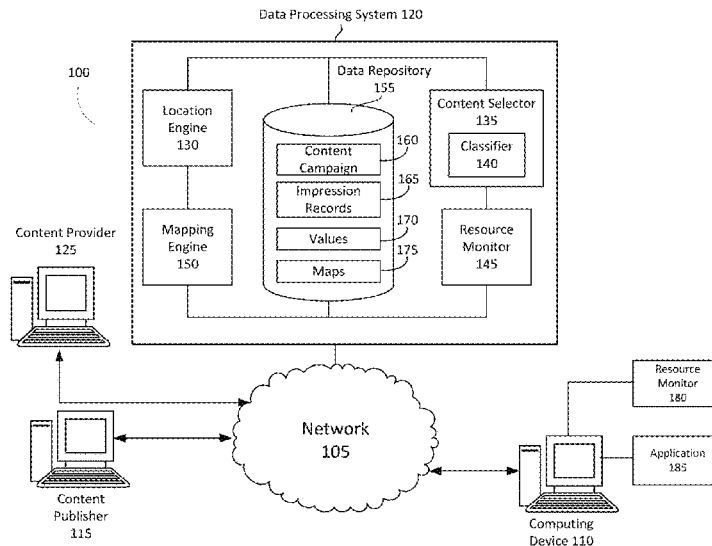 Data Processing System 120
100
Data Repository
155
Location
Engine
130
Content Selector
135
Classifier
140
160
Content
Campaign
165
Impression
Records
170
Values
175
Maps
Mapping
Engine
150
Resource
Monitor
145
Content Provider
125
Network
105
Resource
Monitor
180
Application
185
Content
Publisher
115
Computing
Device 110